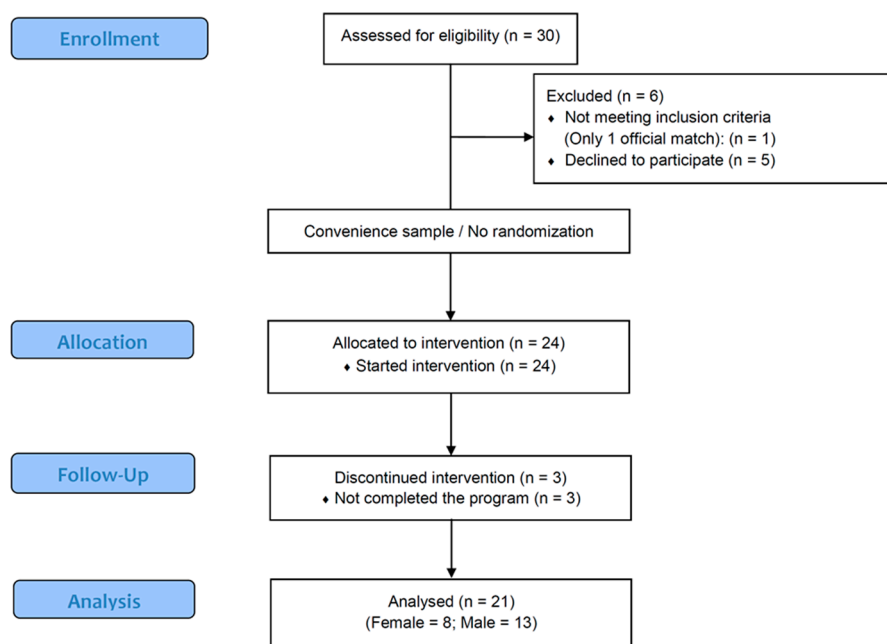 Enrollment
Assessed for eligibility (n = 30)
Excluded (n = 6)
♦ Not meeting inclusion criteria
(Only 1 official match): (n = 1)
♦ Declined to participate (n = 5)
Convenience sample / No randomization
Allocation
Allocated to intervention (n = 24)
♦ Started intervention (n = 24)
Follow-Up
Discontinued intervention (n = 3)
♦ Not completed the program (n = 3)
Analysis
Analysed (n = 21)
(Female = 8; Male = 13)